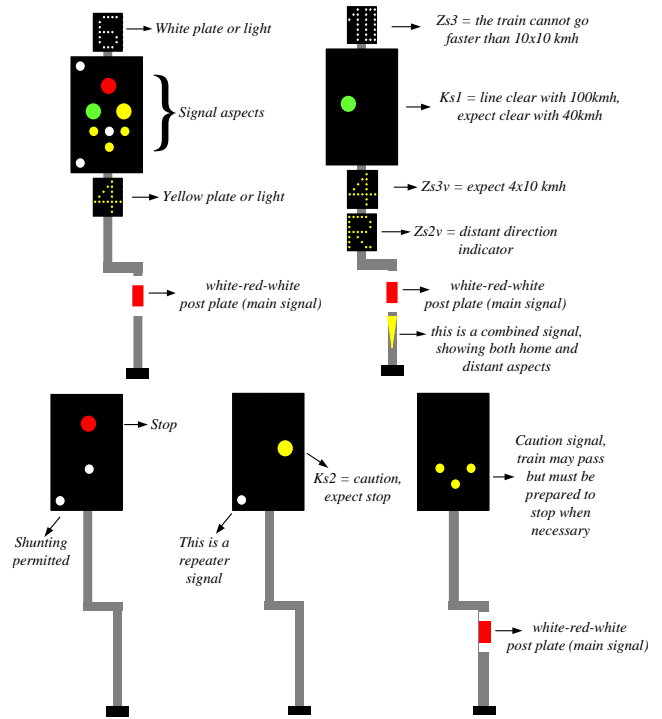 White plate or light
Signal aspects
4
Yellow plate or light
white-red-white
post plate (main signal)
10
Zs3 = the train cannot go
faster than 10x10 kmh
Ks1 = line clear with 100kmh,
expect clear with 40kmh
4
Zs3v = expect 4x10 kmh
R
Zs2v = distant direction
indicator
white-red-white
post plate (main signal)
this is a combined signal,
showing both home and
distant aspects
Stop
Shunting
permitted
Ks2 = caution,
expect stop
This is a
repeater
signal
Caution signal,
train may pass
but must be
prepared to
stop when
necessary
white-red-white
post plate (main signal)